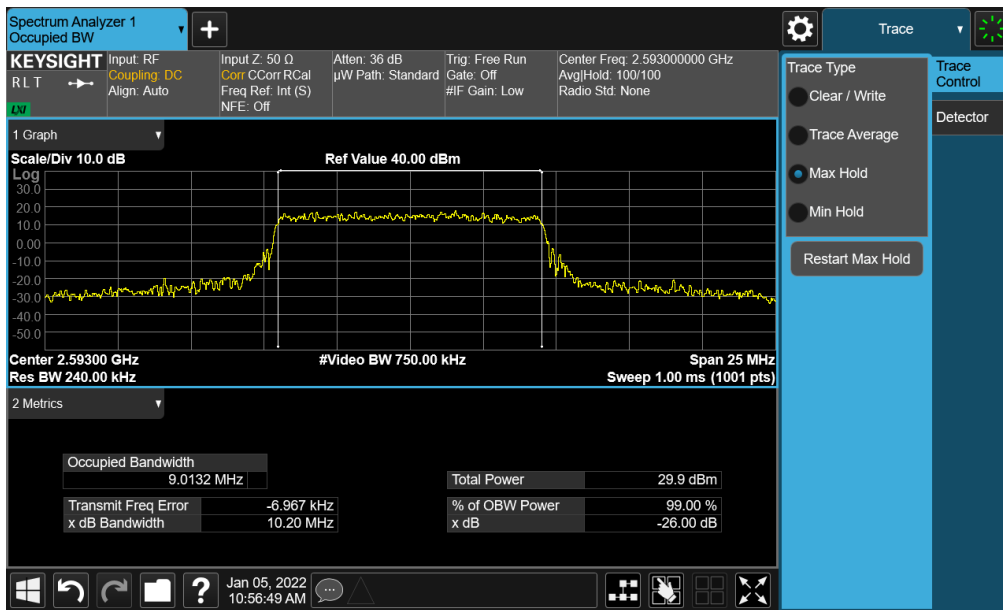 Spectrum Analyzer 1
Occupied BW
Trace
KEYSIGHT
RLT
LXI
Input: RF
Coupling: DC
Align: Auto
Input Z: 50 Ω
Corr CCorr RCal
Freq Ref: Int (S)
NFE: Off
Atten: 36 dB
µW Path: Standard
Trig: Free Run
Gate: Off
#IF Gain: Low
Center Freq: 2.593000000 GHz
Avg|Hold: 100/100
Radio Std: None
Trace Type
Clear / Write
Trace Average
Max Hold
Min Hold
Restart Max Hold
Trace
Control
Detector
1 Graph
Scale/Div 10.0 dB
Ref Value 40.00 dBm
Log
30.0
20.0
10.0
0.00
-10.0
-20.0
-30.0
-40.0
-50.0
Center 2.59300 GHz
#Video BW 750.00 kHz
Span 25 MHz
Res BW 240.00 kHz
Sweep 1.00 ms (1001 pts)
2 Metrics
Occupied Bandwidth
9.0132 MHz
Total Power 29.9 dBm
Transmit Freq Error -6.967 kHz
% of OBW Power 99.00 %
x dB Bandwidth 10.20 MHz
x dB -26.00 dB
?
Jan 05, 2022
10:56:49 AM